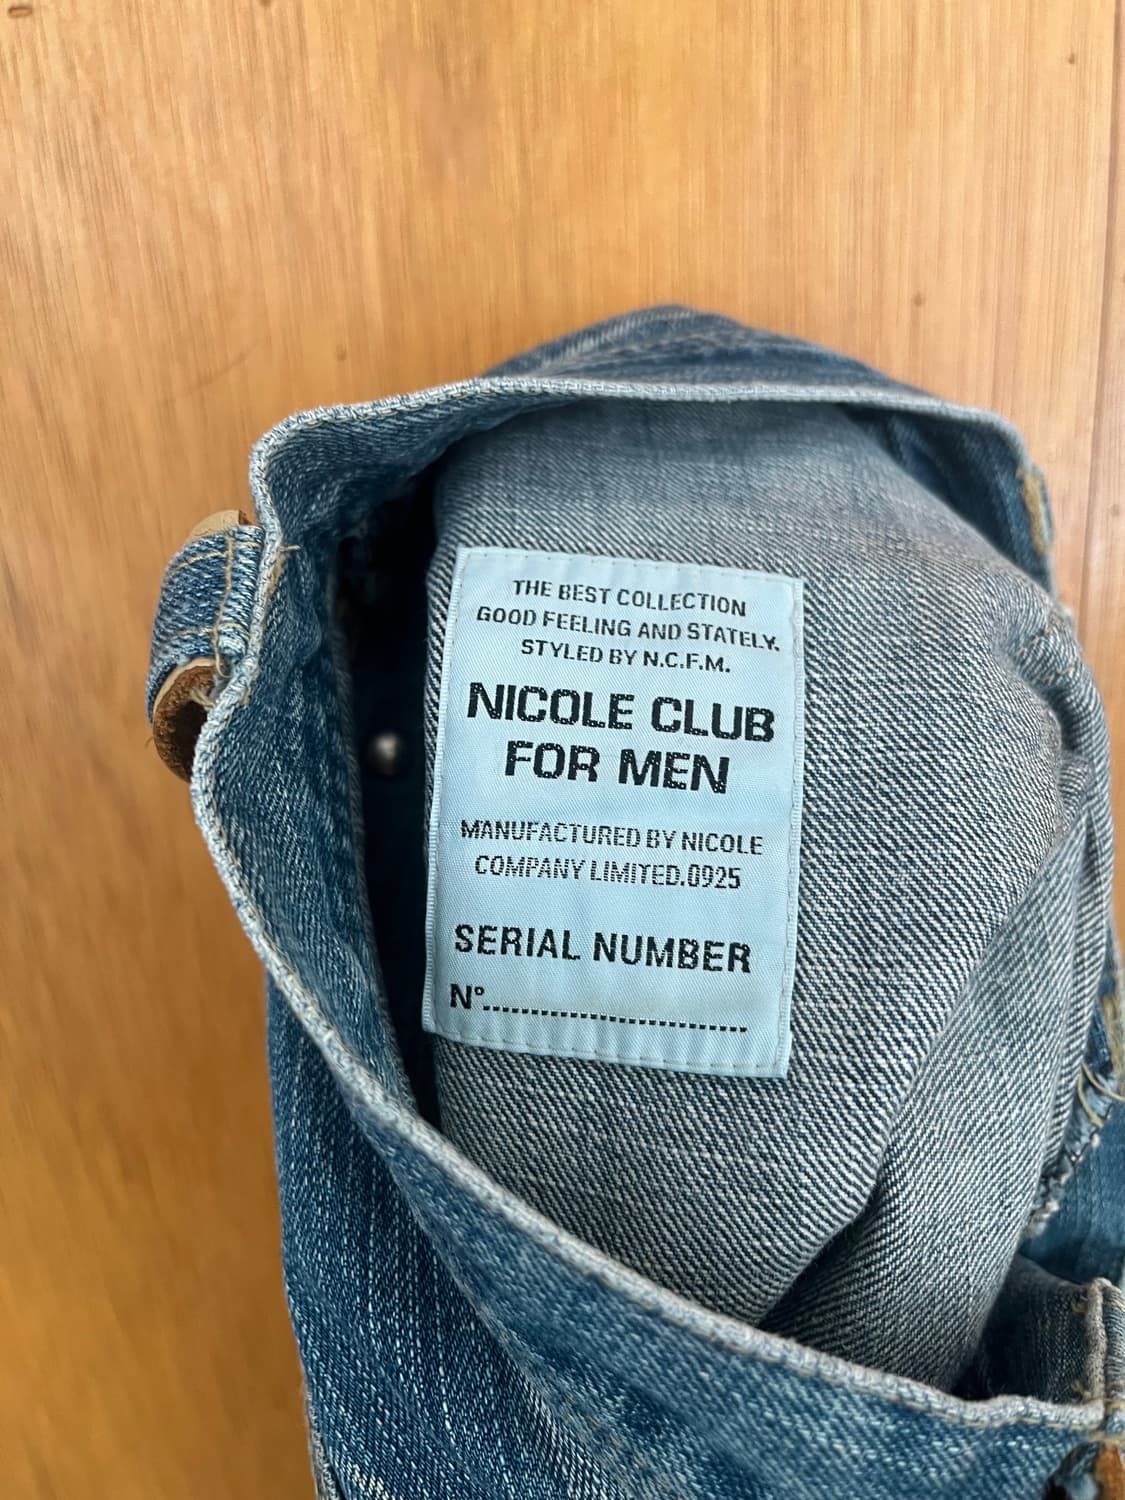 THE BEST COLLECTION
GOOD FEELING AND STATELY.
STYLED BY N.C.F.M.
NICOLE CLUB
FOR MEN
MANUFACTURED BY NICOLE
COMPANY LIMITED.0925
SERIAL NUMBER
Nº..............................